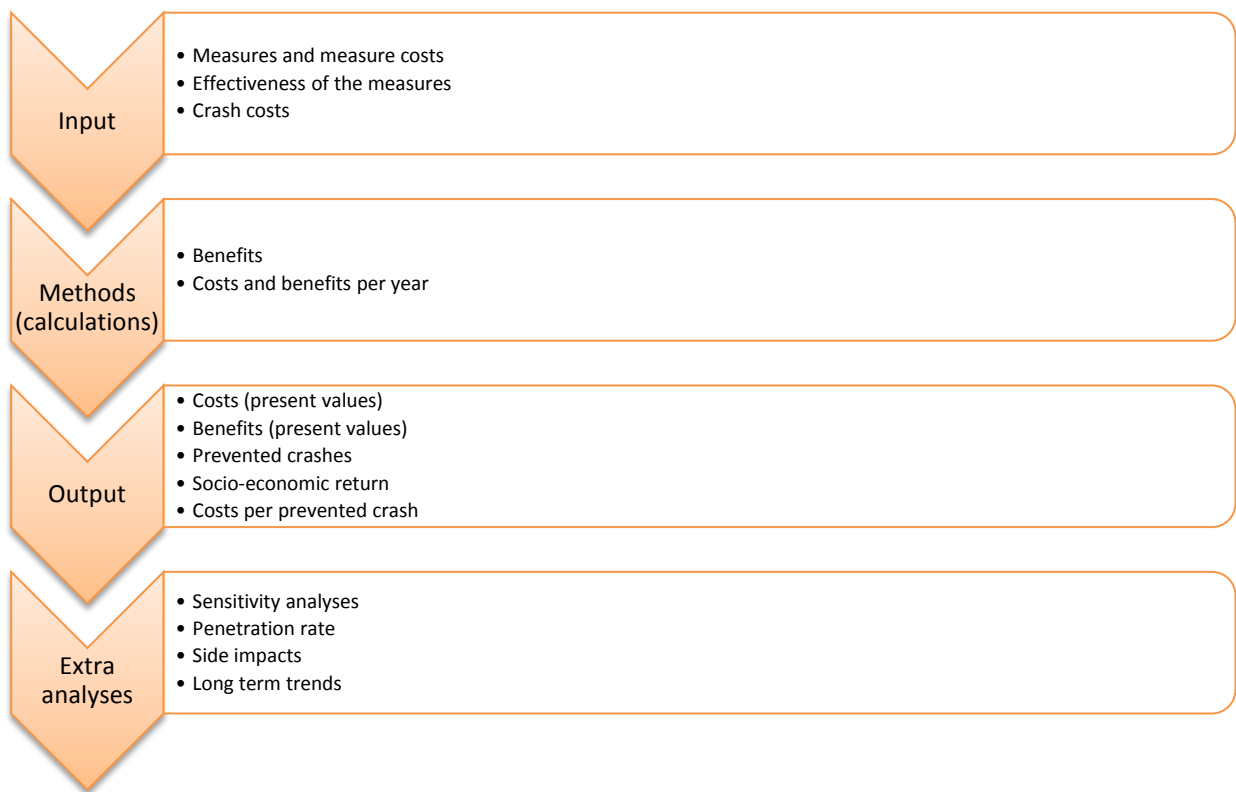 Input
• Measures and measure costs
• Effectiveness of the measures
• Crash costs
Methods
(calculations)
• Benefits
• Costs and benefits per year
Output
• Costs (present values)
• Benefits (present values)
• Prevented crashes
• Socio-economic return
• Costs per prevented crash
Extra
analyses
• Sensitivity analyses
• Penetration rate
• Side impacts
• Long term trends